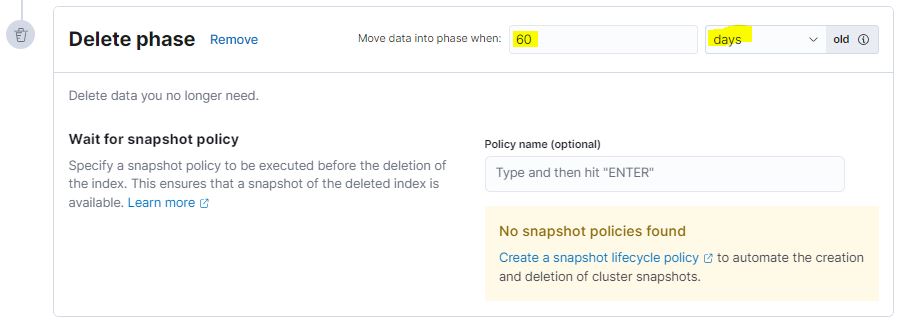 Delete phase Remove Move data into phase when: 60 days old
Delete data you no longer need.
Wait for snapshot policy
Specify a snapshot policy to be executed before the deletion of
the index. This ensures that a snapshot of the deleted index is
available. Learn more
Policy name (optional)
Type and then hit "ENTER"
No snapshot policies found
Create a snapshot lifecycle policy to automate the creation
and deletion of cluster snapshots.